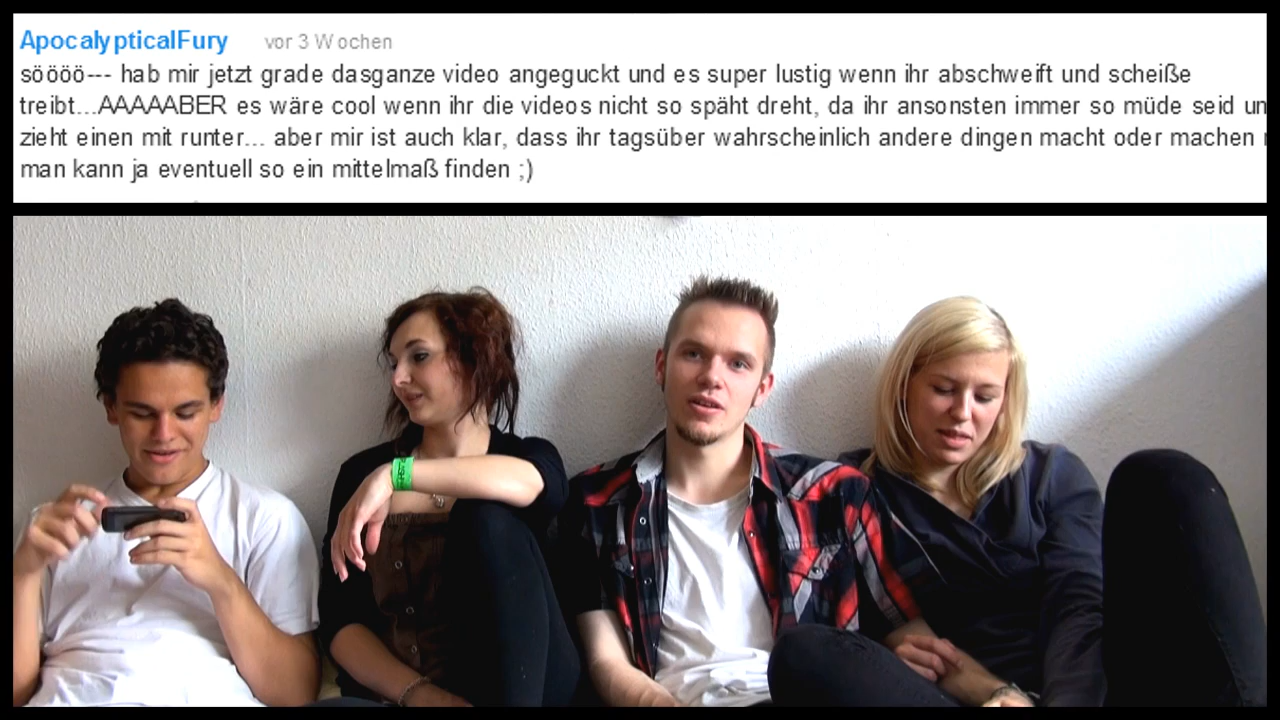 ApocalypticalFury vor 3 Wochen
söööö--- hab mir jetzt grade dasganze video angeguckt und es super lustig wenn ihr abschweift und scheiße
treibt...AAAAABER es wäre cool wenn ihr die videos nicht so späht dreht, da ihr ansonsten immer so müde seid un
zieht einen mit runter... aber mir ist auch klar, dass ihr tagsüber wahrscheinlich andere dingen macht oder machen
man kann ja eventuell so ein mittelmaß finden ;)